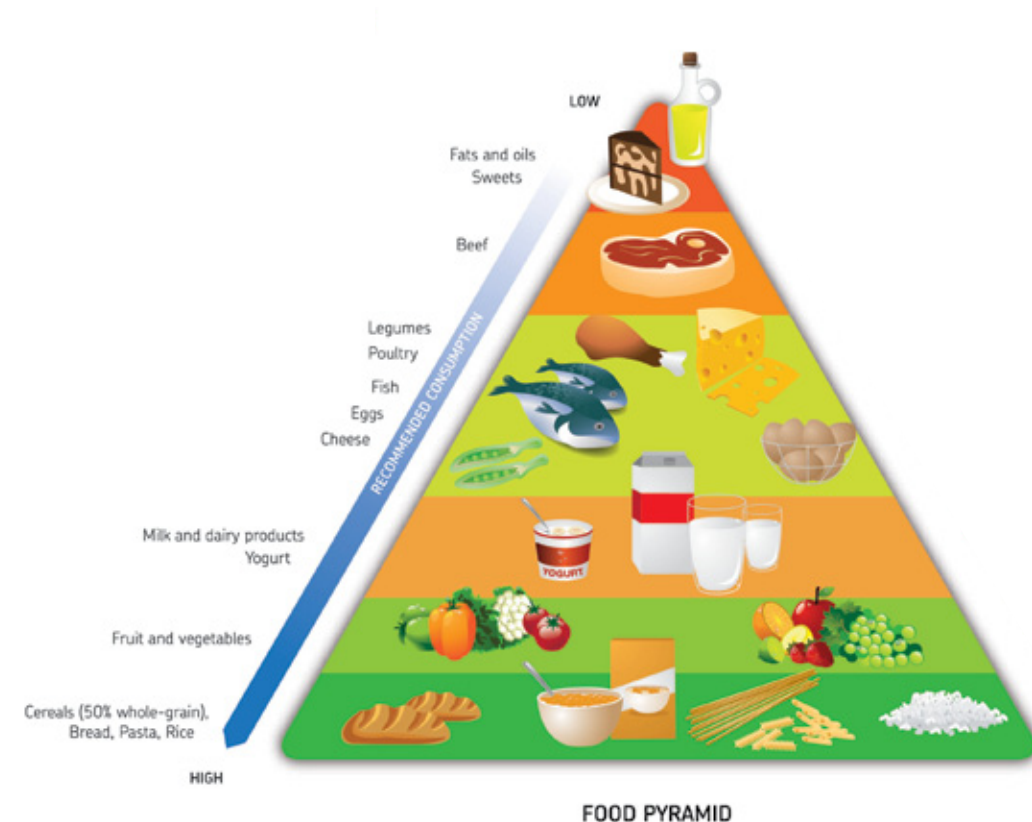 LOW
Fats and oils
Sweets
Beef
Legumes
Poultry
Fish
Eggs
Cheese
RECOMMENDED CONSUMPTION
Milk and dairy products
Yogurt
YOGURT
Fruit and vegetables
Cereals (50% whole-grain),
Bread, Pasta, Rice
HIGH
FOOD PYRAMID